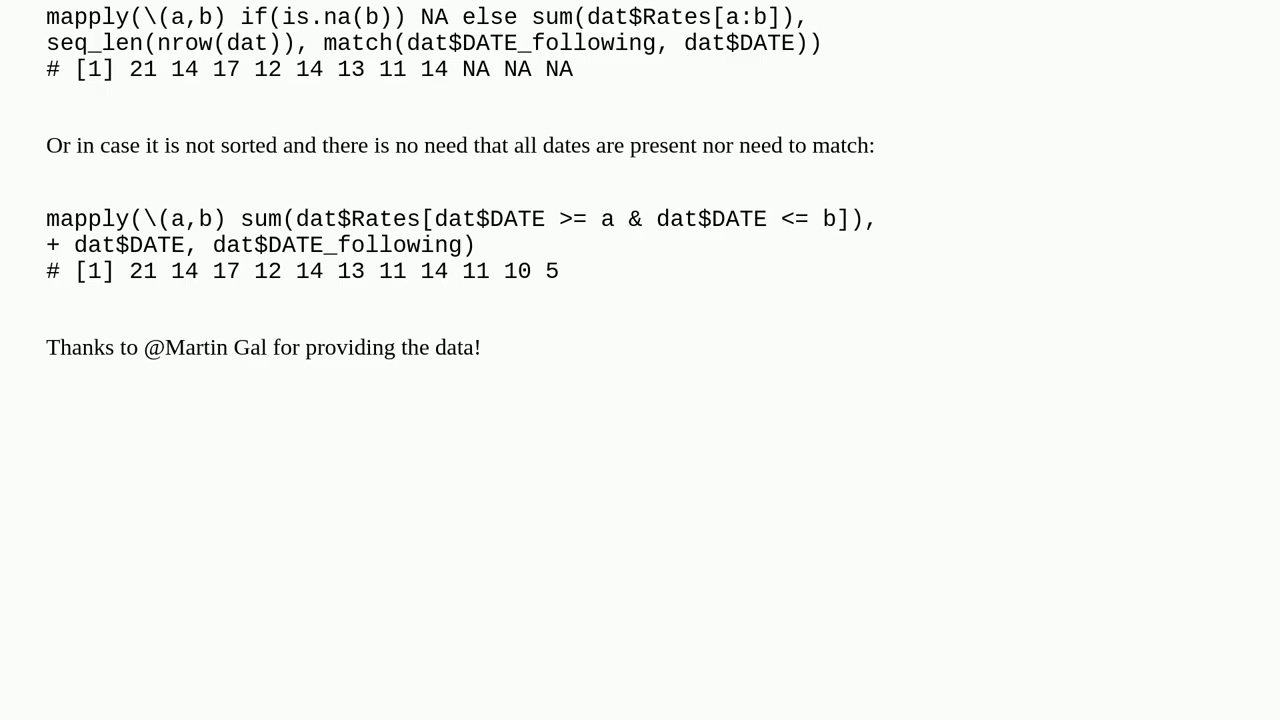 mapply(\(a,b) if(is.na(b)) NA else sum(dat$Rates[a:b]),
seq_len(nrow(dat)), match(dat$DATE_following, dat$DATE))
# [1] 21 14 17 12 14 13 11 14 NA NA NA
Or in case it is not sorted and there is no need that all dates are present nor need to match:
mapply(\(a,b) sum(dat$Rates[dat$DATE >= a & dat$DATE <= b]),
+ dat$DATE, dat$DATE_following)
# [1] 21 14 17 12 14 13 11 14 11 10 5
Thanks to @Martin Gal for providing the data!